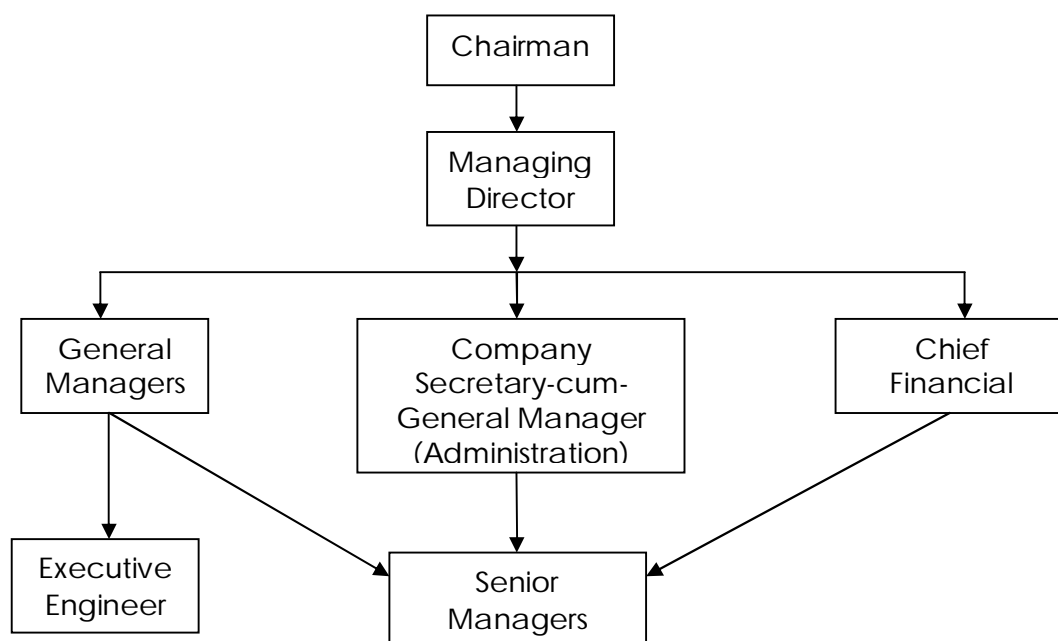 Chairman
Managing
Director
General
Managers
Company
Secretary-cum-
General Manager
(Administration)
Chief
Financial
Executive
Engineer
Senior
Managers